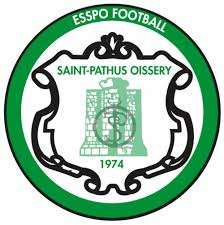 ESSPO FOOTBALL
SAINT-PATHUS OISSERY
1974